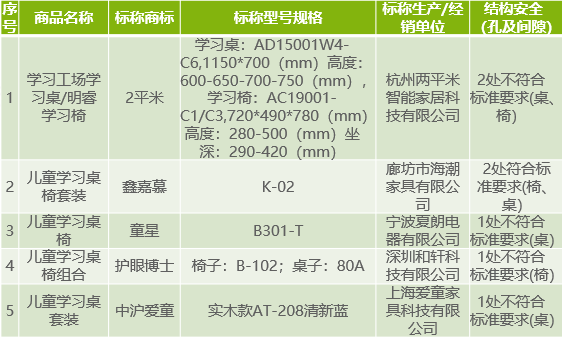 序号 商品名称 标称商标 标称型号规格 标称生产/经销单位 结构安全(孔及间隙)
1 学习工场学习桌/明睿学习椅 2平米 学习桌：AD15001W4-C6,1150*700（mm）高度：600-650-700-750（mm），学习椅：AC19001-C1/C3,720*490*780（mm）高度：280-500（mm）坐深：290-420（mm） 杭州两平米智能家居科技有限公司 2处不符合标准要求(桌、椅)
2 儿童学习桌椅套装 鑫嘉慕 K-02 廊坊市海潮家具有限公司 2处符合标准要求(椅、桌)
3 儿童学习桌椅 童星 B301-T 宁波夏朗电器有限公司 1处不符合标准要求(桌)
4 儿童学习桌椅组合 护眼博士 椅子：B-102；桌子：80A 深圳和轩科技有限公司 1处不符合标准要求(椅)
5 儿童学习桌套装 中沪爱童 实木款AT-208清新蓝 上海爱童家具科技有限公司 1处不符合标准要求(桌)